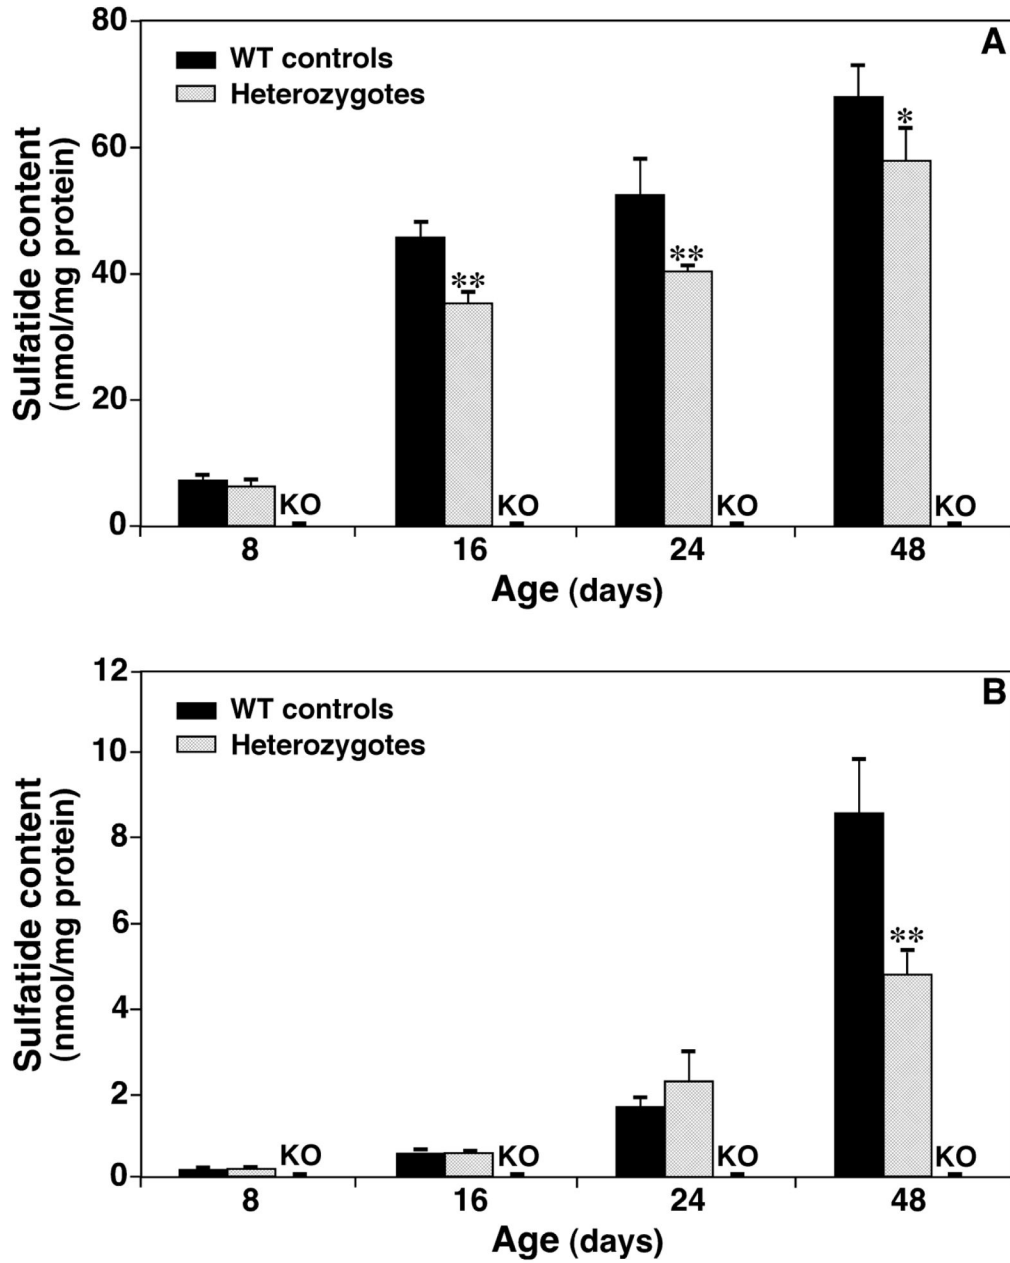 80
A
WT controls
Heterozygotes
Sulfatide content
(nmol/mg protein)
60
*
**
**
40
20
KO
KO
KO
KO
0
8
16
24
48
Age (days)
12
B
WT controls
Heterozygotes
Sulfatide content
(nmol/mg protein)
10
8
6
**
4
2
KO
KO
KO
KO
0
8
16
24
48
Age (days)